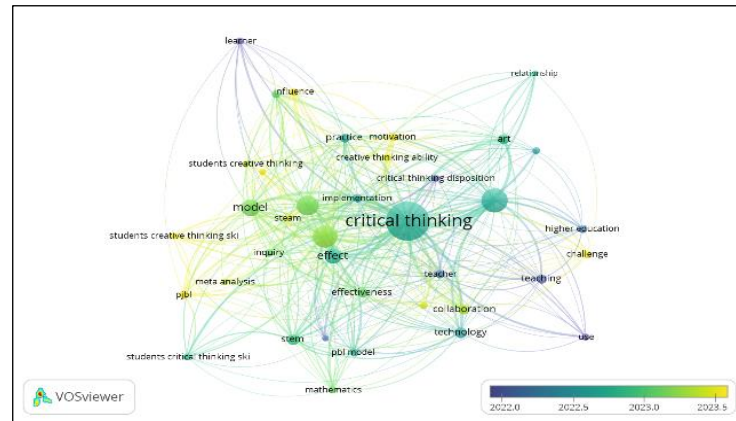 learner
relationship
influence
practice
motivation
art
students creative thinking
creative thinking ability
critical thinking disposition
model
implementation
steam
critical thinking
students creative thinking ski
higher education
inquiry
effect
challenge
meta analysis
teacher
teaching
pjbl
effectiveness
collaboration
stem
technology
use
students critical thinking ski
pbl model
mathematics
VOSviewer
2022.0 2022.5 2023.0 2023.5